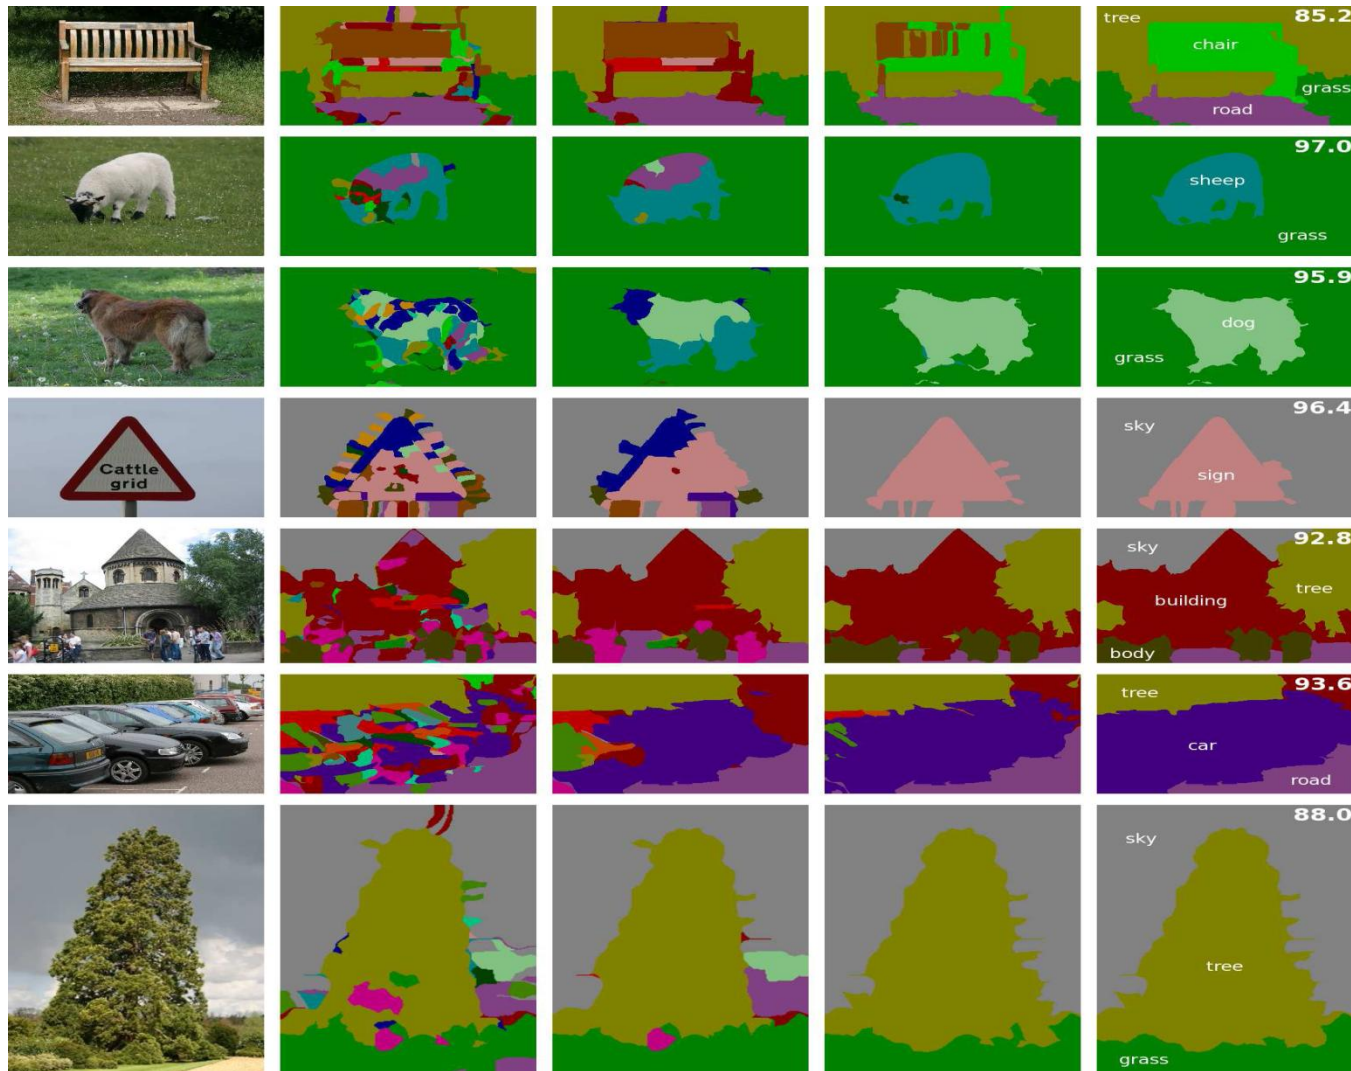 tree 85.2
chair
grass
road
97.0
sheep
grass
95.9
dog
grass
96.4
sky
Cattle
grid
sign
92.8
sky
tree
building
body
93.6
tree
car
road
88.0
sky
tree
grass